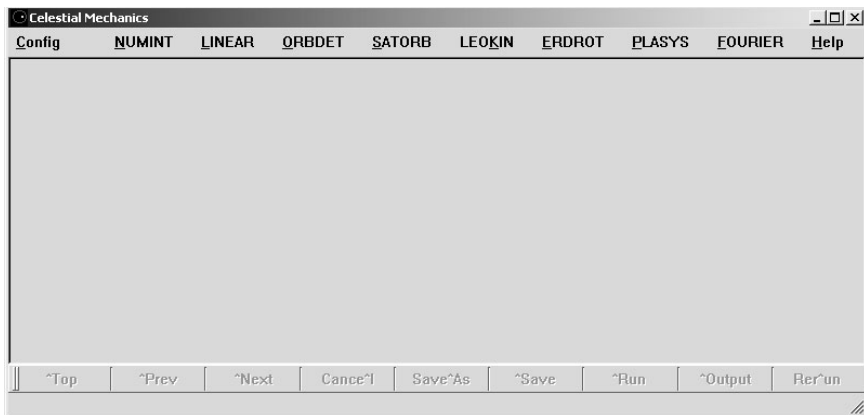 Celestial Mechanics
Config NUMINT LINEAR ORBDET SATORB LEOKIN ERDROT PLASYS FOURIER Help
^Top ^Prev ^Next Cance^l Save^As ^Save ^Run ^Output Rer^un